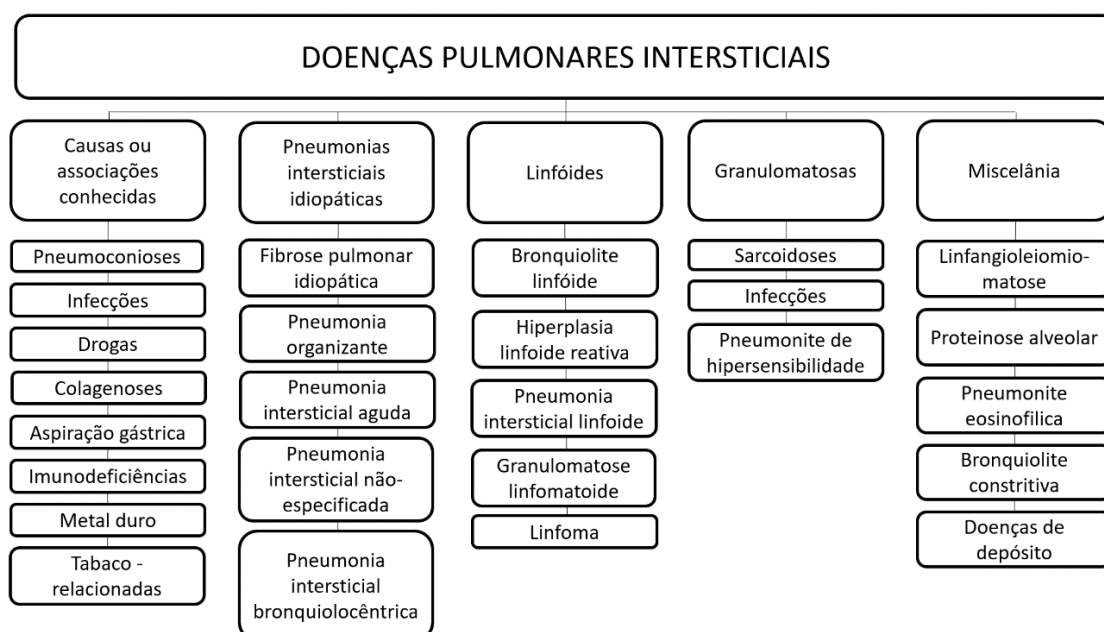 DOENÇAS PULMONARES INTERSTICIAIS
Causas ou
associações
conhecidas
Pneumoconioses
Infecções
Drogas
Colagenoses
Aspiração gástrica
Imunodeficiências
Metal duro
Tabaco -
relacionadas
Pneumonias
intersticiais
idiopáticas
Fibrose pulmonar
idiopática
Pneumonia
organizante
Pneumonia
intersticial aguda
Pneumonia
intersticial não-
especificada
Pneumonia
intersticial
bronquiolocêntrica
Linfóides
Bronquiolite
linfóide
Hiperplasia
linfoide reativa
Pneumonia
intersticial linfoide
Granulomatose
linfomatoide
Linfoma
Granulomatosas
Sarcoidoses
Infecções
Pneumonite de
hipersensibilidade
Miscelânia
Linfangioleiomio-
matose
Proteinose alveolar
Pneumonite
eosinofílica
Bronquiolite
constritiva
Doenças de
depósito